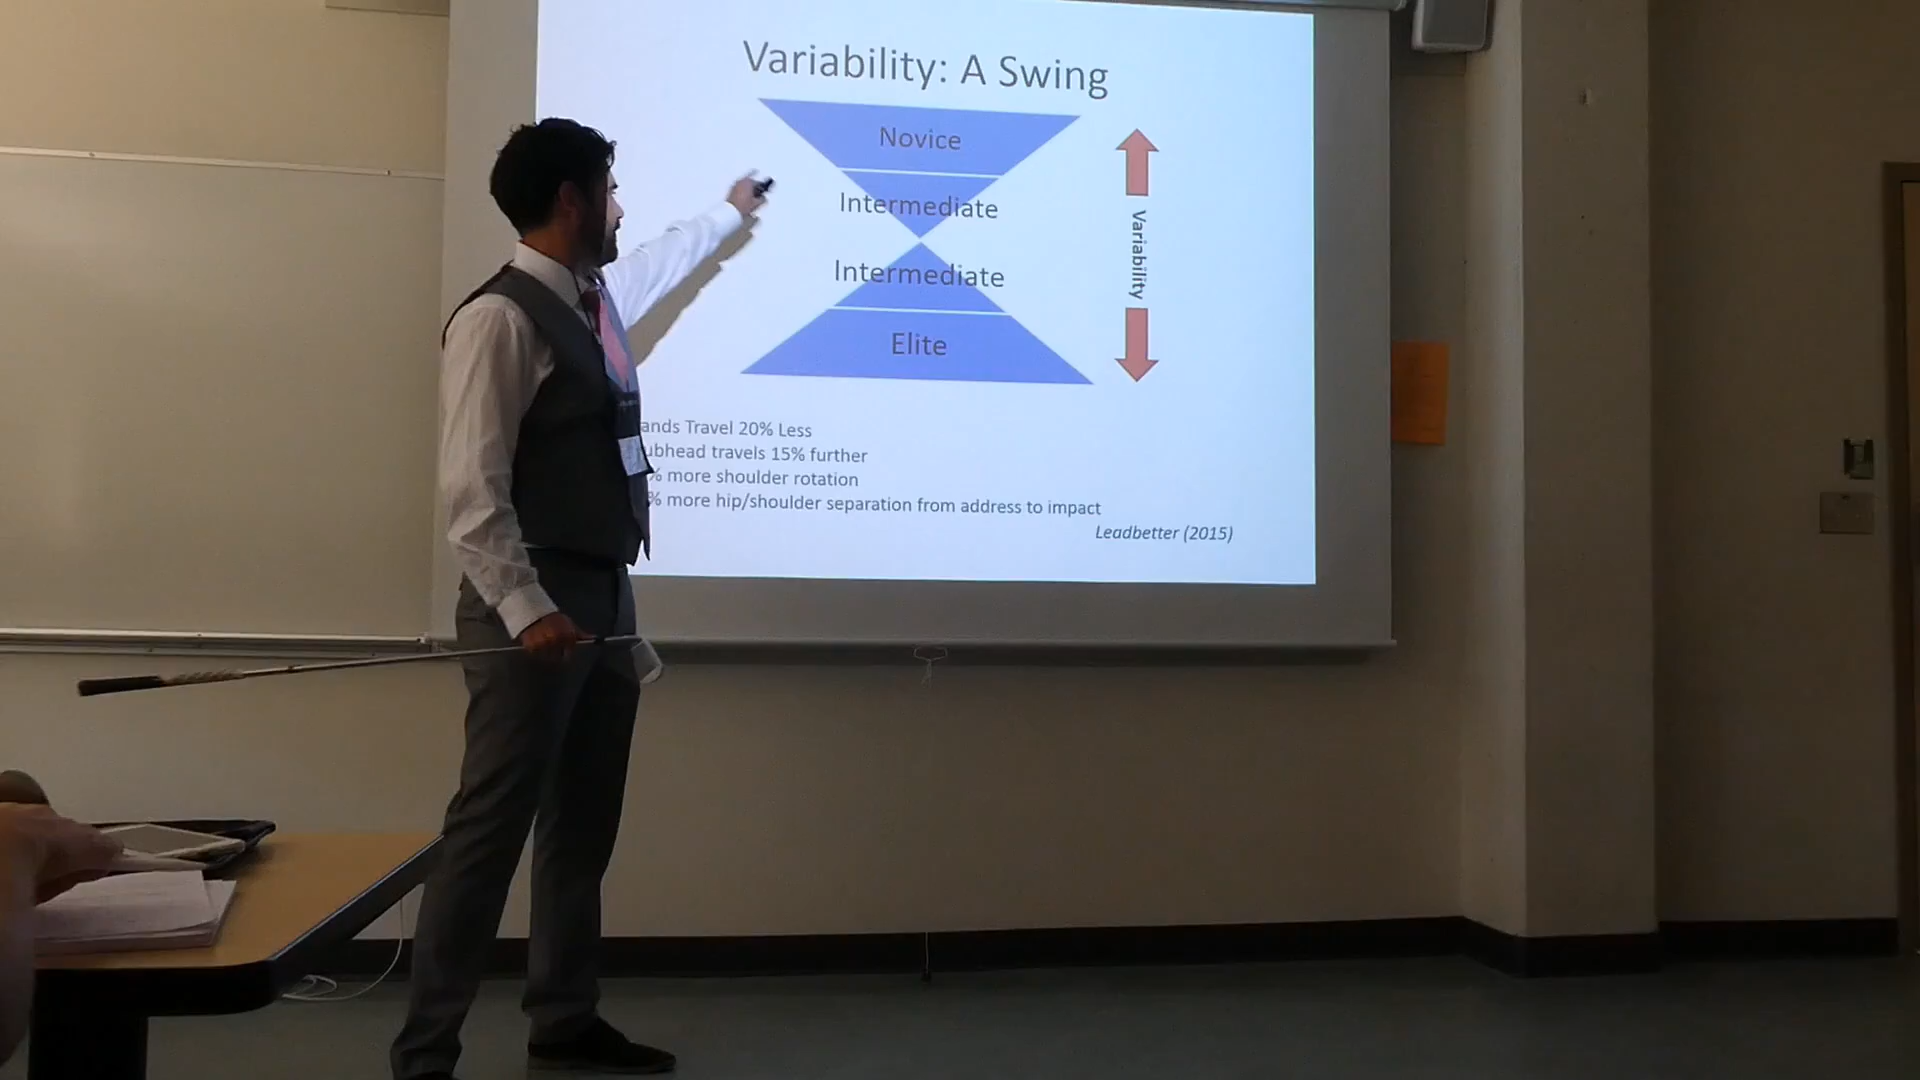 Variability: A Swing
Novice
Intermediate
Intermediate
Elite
Variability
ands Travel 20% Less
ubhead travels 15% further
% more shoulder rotation
% more hip/shoulder separation from address to impact
Leadbetter (2015)